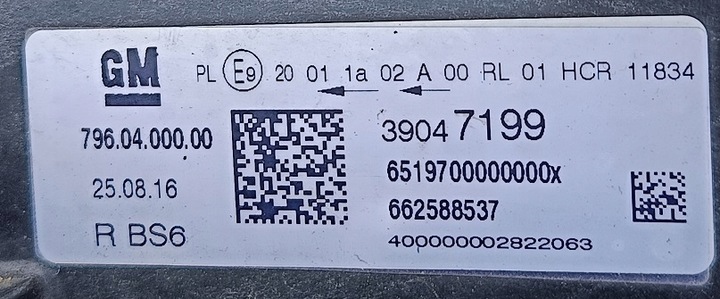 GM
PL E9 20 01 1a 02 A 00 RL 01 HCR 11834
796.04.000.00
39047199
6519700000000x
25.08.16
662588537
R BS6
400000002822063